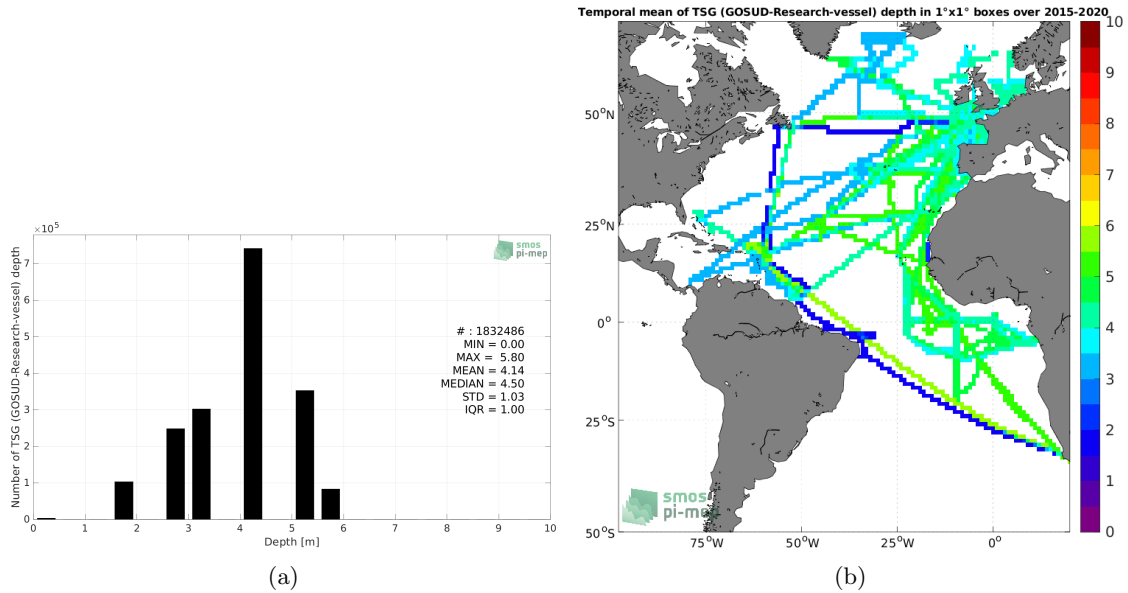 Temporal mean of TSG (GOSUD-Research-vessel) depth in 1°x1° boxes over 2015-2020
×10⁵
Number of TSG (GOSUD-Research-vessel) depth
7
6
5
4
3
2
1
0
0 1 2 3 4 5 6 7 8 9 10
Depth [m]
smos
pi-mep
# : 1832486
MIN = 0.00
MAX = 5.80
MEAN = 4.14
MEDIAN = 4.50
STD = 1.03
IQR = 1.00
(a)
50°N
25°N
0°
25°S
50°S
75°W 50°W 25°W 0°
smos
pi-mep
10
9
8
7
6
5
4
3
2
1
0
(b)